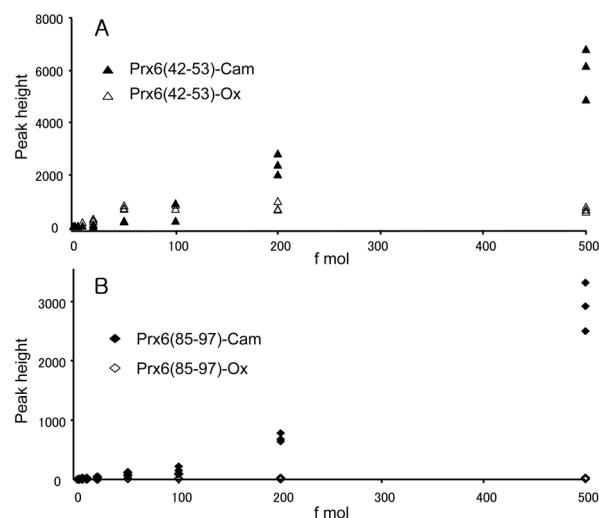 A
8000
6000
4000
2000
0
Peak height
▲ Prx6(42-53)-Cam
△ Prx6(42-53)-Ox
0 100 200 300 400 500
f mol
B
3000
2000
1000
0
Peak height
◆ Prx6(85-97)-Cam
◇ Prx6(85-97)-Ox
0 100 200 300 400 500
f mol